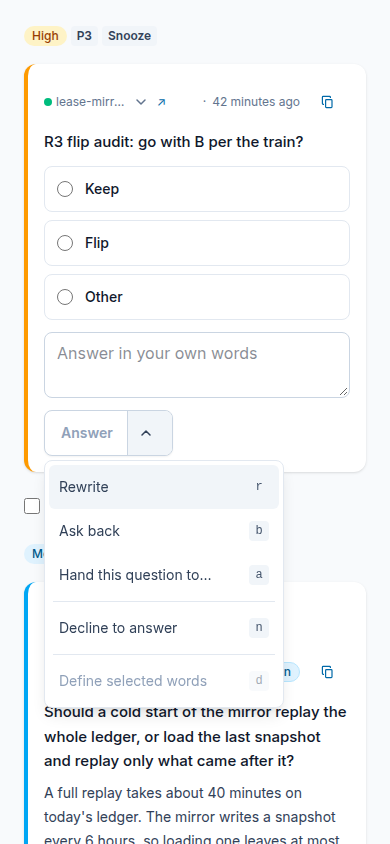 High P3 Snooze
lease-mirr... · 42 minutes ago
R3 flip audit: go with B per the train?
Keep
Flip
Other
Answer in your own words
Answer
Rewrite r
Ask back b
Hand this question to... a
Decline to answer n
Define selected words d
Should a cold start of the mirror replay the
whole ledger, or load the last snapshot
and replay only what came after it?
A full replay takes about 40 minutes on
today's ledger. The mirror writes a snapshot
every 6 hours, so loading one leaves at most